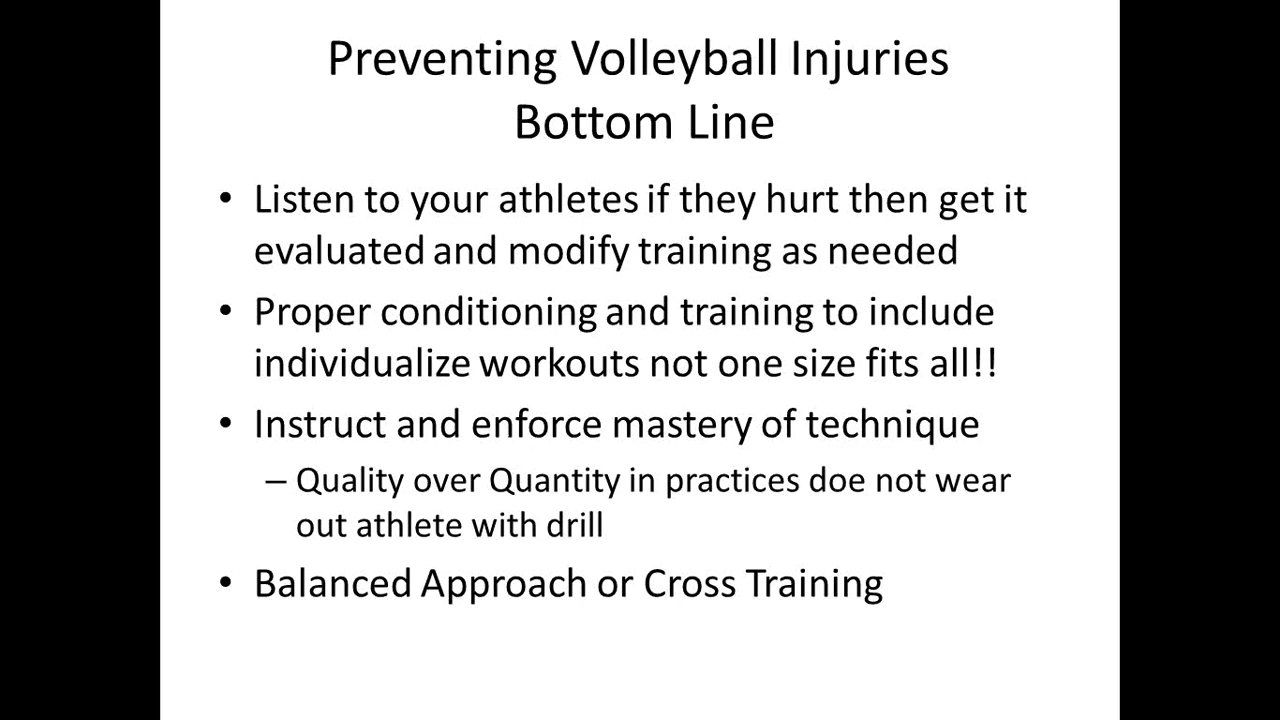 Preventing Volleyball Injuries
Bottom Line
• Listen to your athletes if they hurt then get it
evaluated and modify training as needed
• Proper conditioning and training to include
individualize workouts not one size fits all!!
• Instruct and enforce mastery of technique
– Quality over Quantity in practices doe not wear
out athlete with drill
• Balanced Approach or Cross Training